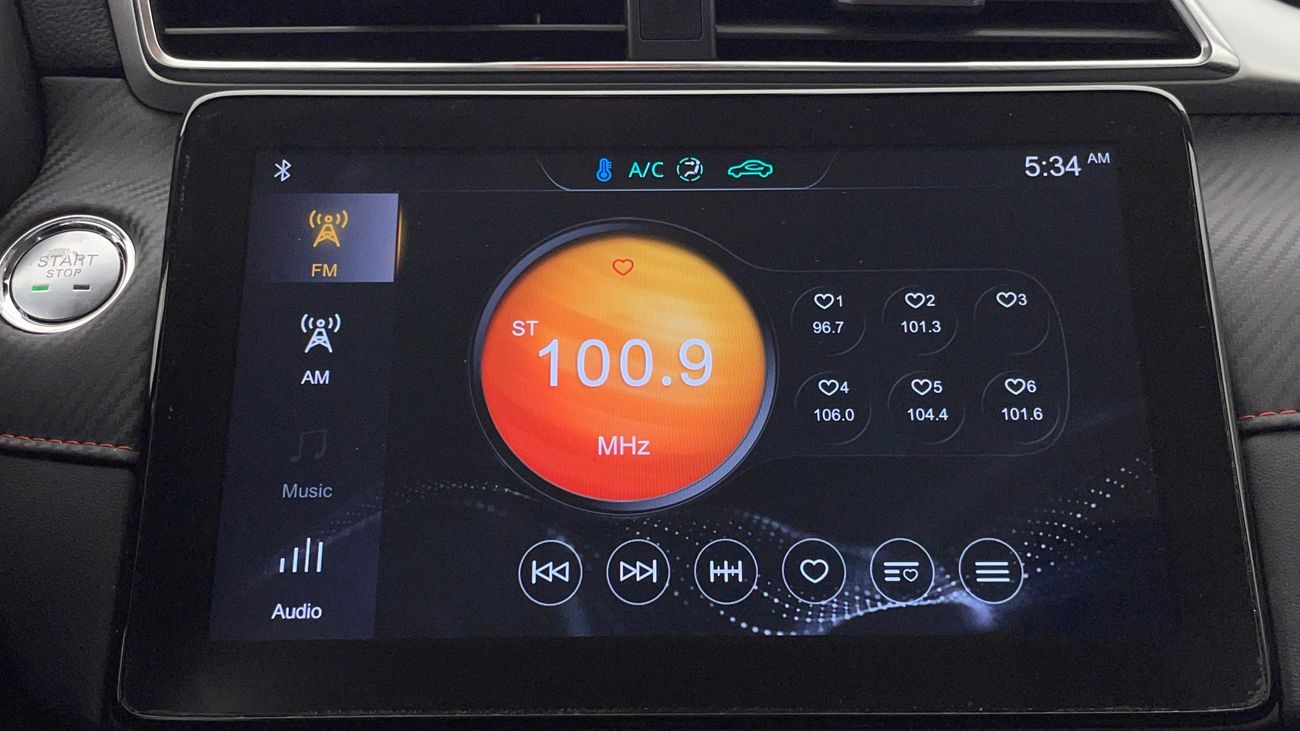 A/C
5:34 AM
START
STOP
FM
AM
Music
Audio
ST
100.9
MHz
1
96.7
2
101.3
3
4
106.0
5
104.4
6
101.6